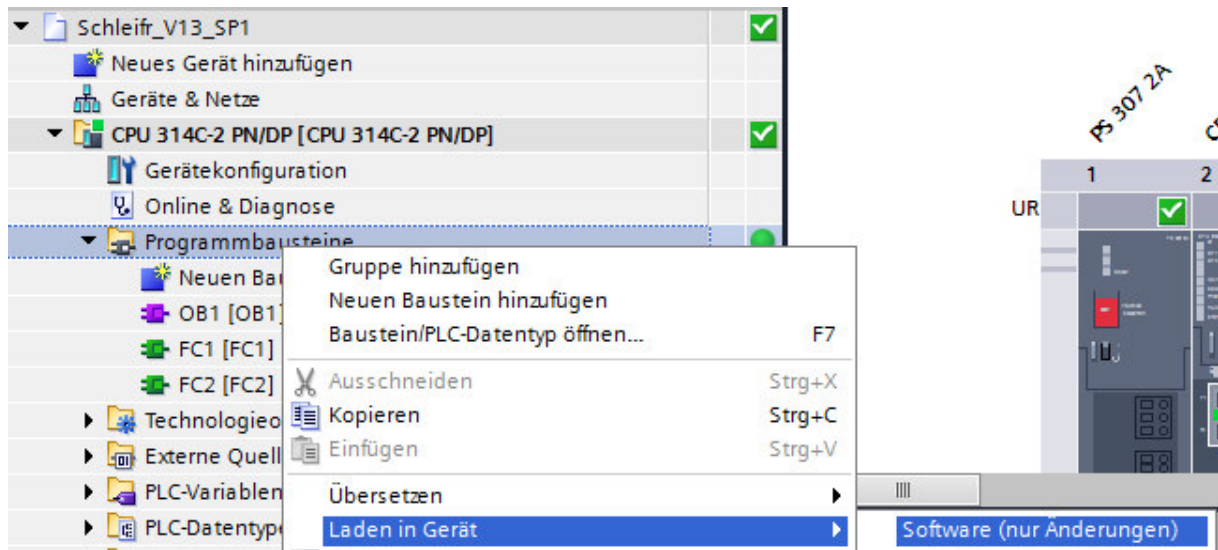 Schleifr_V13_SP1
Neues Gerät hinzufügen
Geräte & Netze
CPU 314C-2 PN/DP [CPU 314C-2 PN/DP]
Gerätekonfiguration
Online & Diagnose
Programmbausteine
Neuen Bau
OB1 [OB1]
FC1 [FC1]
FC2 [FC2]
Technologieo
Externe Quell
PLC-Variablen
PLC-Datentyp
Gruppe hinzufügen
Neuen Baustein hinzufügen
Baustein/PLC-Datentyp öffnen... F7
Ausschneiden Strg+X
Kopieren Strg+C
Einfügen Strg+V
Übersetzen
Laden in Gerät
Software (nur Änderungen)
PS 307 2A
1 2
UR